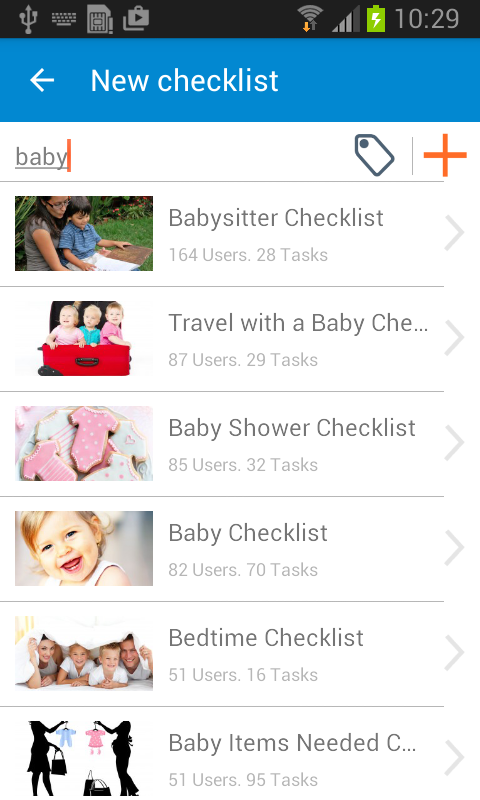 10:29
New checklist
baby
Babysitter Checklist
164 Users. 28 Tasks
Travel with a Baby Che...
87 Users. 29 Tasks
Baby Shower Checklist
85 Users. 32 Tasks
Baby Checklist
82 Users. 70 Tasks
Bedtime Checklist
51 Users. 16 Tasks
Baby Items Needed C...
51 Users. 95 Tasks